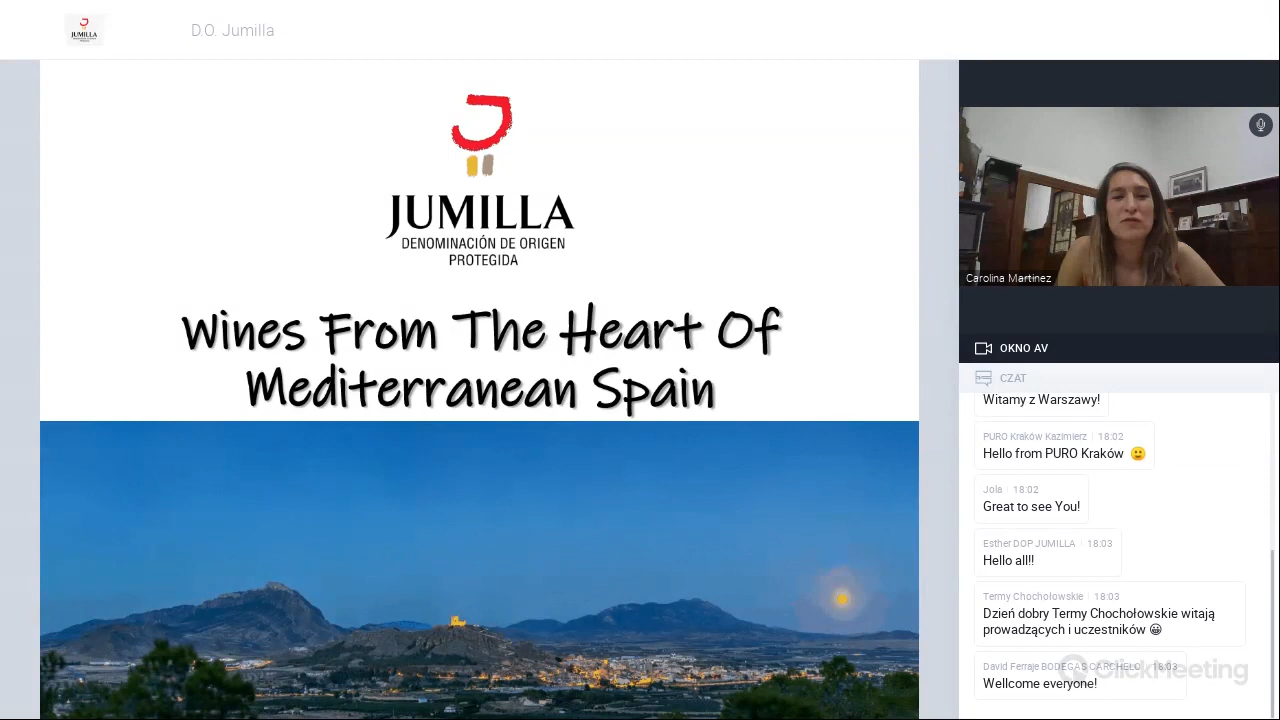 JUMILLA
D.O. Jumilla
JUMILLA
DENOMINACIÓN DE ORIGEN
PROTEGIDA
Wines From The Heart Of
Mediterranean Spain
Carolina Martinez
OKNO AV
CZAT
Witamy z Warszawy!
PURO Kraków Kazimierz 18:02
Hello from PURO Kraków 🙂
Jola 18:02
Great to see You!
Esther DOP JUMILLA 18:03
Hello all!!
Termy Chochołowskie 18:03
Dzień dobry Termy Chochołowskie witają
prowadzących i uczestników 😀
David Ferraje BODEGAS CARCHELO 18:03
Wellcome everyone!
ClickMeeting